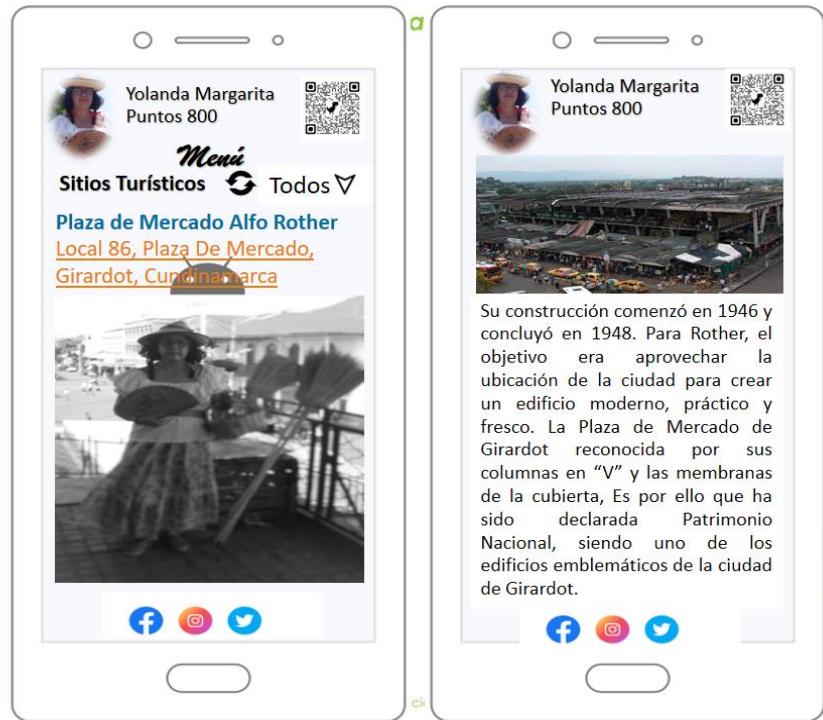 Yolanda Margarita
Puntos 800
Menú
Sitios Turísticos
Todos
Plaza de Mercado Alfo Rother
Local 86, Plaza De Mercado,
Girardot, Cundinamarca
a
Yolanda Margarita
Puntos 800
Su construcción comenzó en 1946 y
concluyó en 1948. Para Rother, el
objetivo era aprovechar la
ubicación de la ciudad para crear
un edificio moderno, práctico y
fresco. La Plaza de Mercado de
Girardot reconocida por sus
columnas en “V” y las membranas
de la cubierta, Es por ello que ha
sido declarada Patrimonio
Nacional, siendo uno de los
edificios emblemáticos de la ciudad
de Girardot.